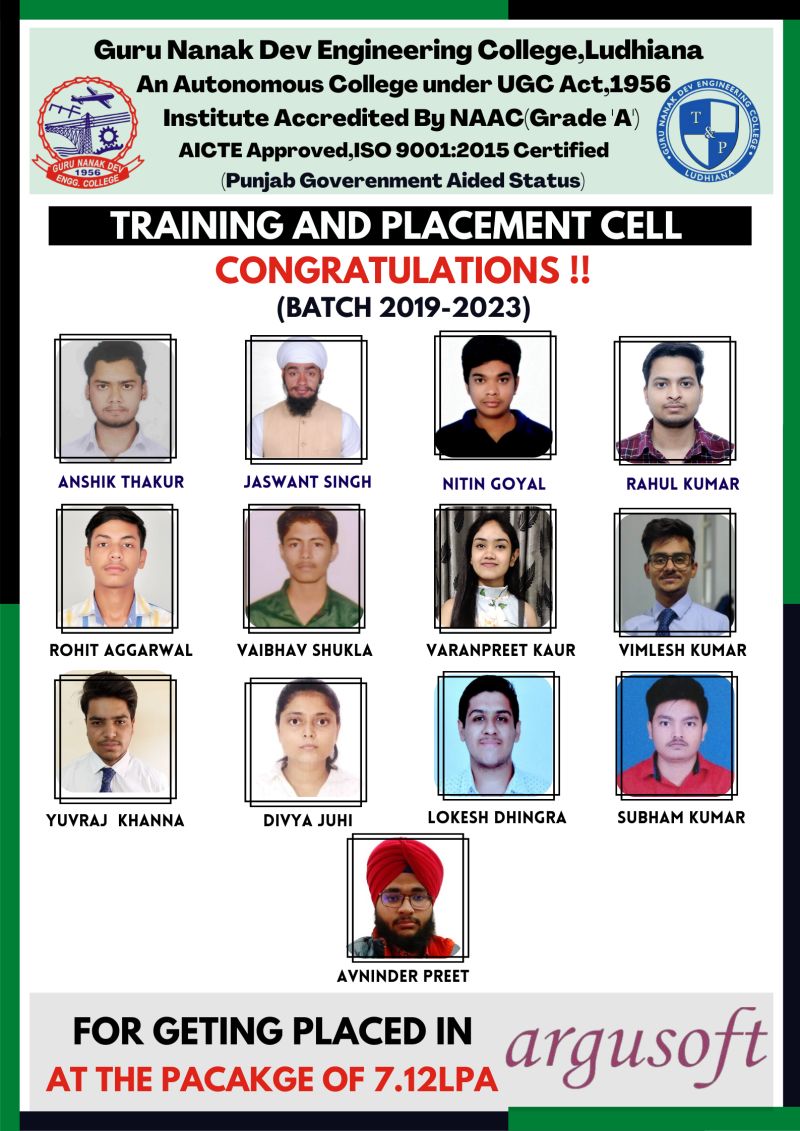 Guru Nanak Dev Engineering College,Ludhiana
An Autonomous College under UGC Act,1956
Institute Accredited By NAAC(Grade 'A')
AICTE Approved,ISO 9001:2015 Certified
(Punjab Goverenment Aided Status)
GURU NANAK DEV
1956
ENGG. COLLEGE
GURU NANAK DEV ENGINEERING COLLEGE
T & P
LUDHIANA
TRAINING AND PLACEMENT CELL
CONGRATULATIONS !!
(BATCH 2019-2023)
ANSHIK THAKUR JASWANT SINGH NITIN GOYAL RAHUL KUMAR
ROHIT AGGARWAL VAIBHAV SHUKLA VARANPREET KAUR VIMLESH KUMAR
YUVRAJ KHANNA DIVYA JUHI LOKESH DHINGRA SUBHAM KUMAR
AVNINDER PREET
FOR GETING PLACED IN argusoft
AT THE PACAKGE OF 7.12LPA